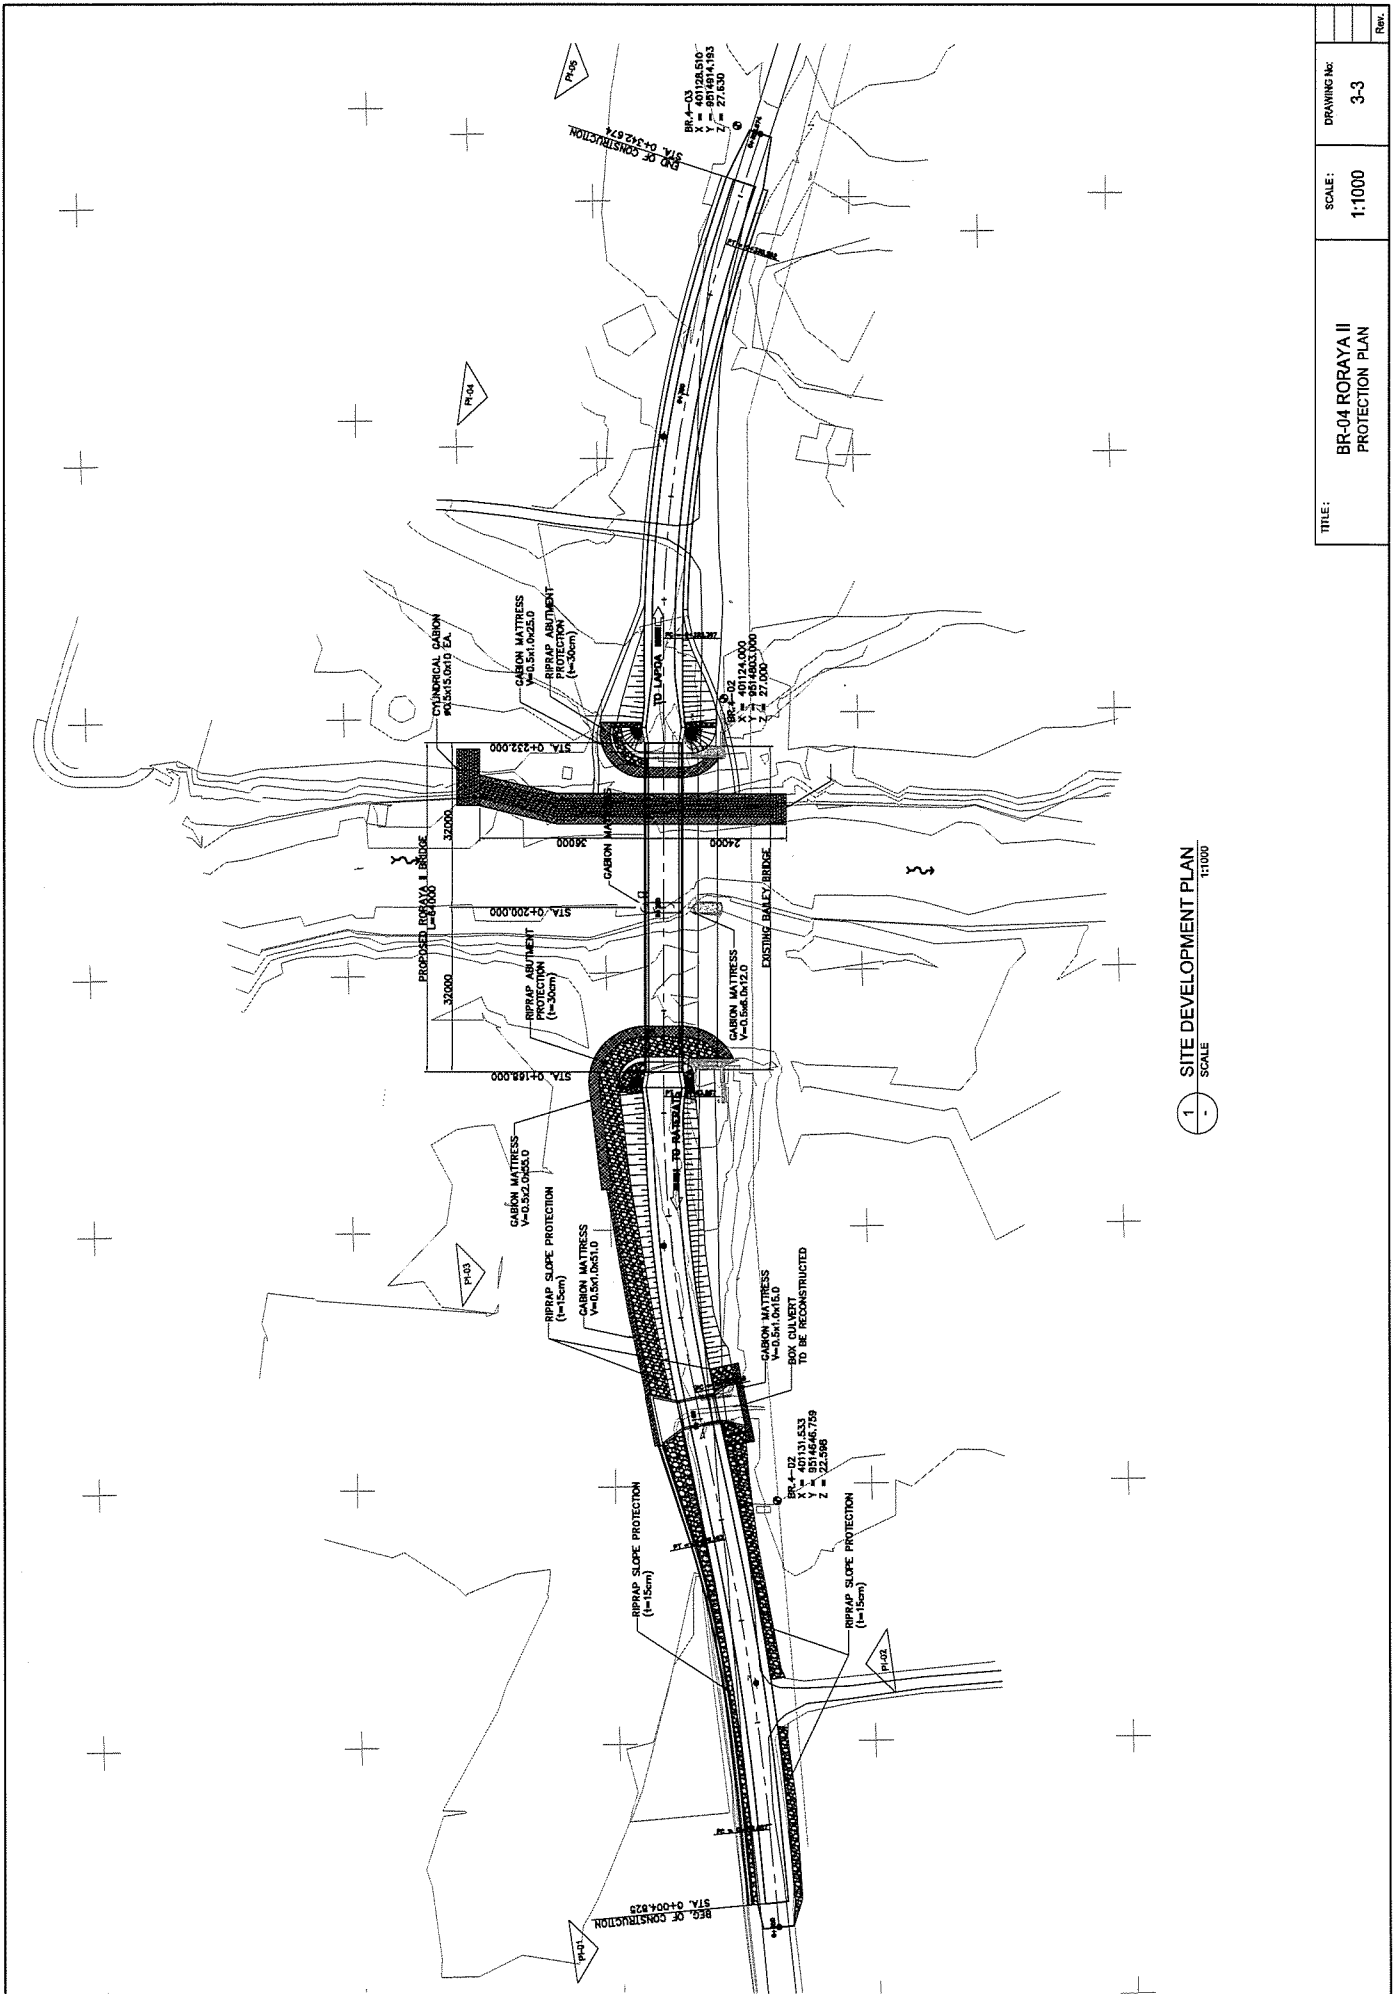 PI-05
BR.4-03
X = 401128.510
Y = 9514914.193
Z = 27.630
END OF CONSTRUCTION
STA. 0+342.674
PI-04
CYLINDRICAL GABION
ø0.5x15.0x10 EA.
GABION MATTRESS
V=0.5x1.0x25.0
RIPRAP ABUTMENT
PROTECTION
(t=30cm)
TO LAPOA
BR.4-02
X = 401124.000
Y = 9514803.000
Z = 27.000
STA. 0+232.000
PROPOSED RORAYA II BRIDGE
L=64000
32000
32000
36000
24000
GABION
STA. 0+200.000
EXISTING BAILEY BRIDGE
RIPRAP ABUTMENT
PROTECTION
(t=30cm)
GABION MATTRESS
V=0.5x6.0x12.0
STA. 0+168.000
GABION MATTRESS
V=0.5x2.0x55.0
PI-03
RIPRAP SLOPE PROTECTION
(t=15cm)
GABION MATTRESS
V=0.5x1.0x51.0
GABION MATTRESS
V=0.5x1.0x15.0
BOX CULVERT
TO BE RECONSTRUCTED
BR.4-02
X = 401131.533
Y = 9514646.759
Z = 22.596
RIPRAP SLOPE PROTECTION
(t=15cm)
RIPRAP SLOPE PROTECTION
(t=15cm)
PI-02
BEG. OF CONSTRUCTION
STA. 0+004.825
PI-01
1
-
SITE DEVELOPMENT PLAN
SCALE 1:1000
TITLE :
BR-04 RORAYA II
PROTECTION PLAN
SCALE :
1:1000
DRAWING No:
3-3
Rev.